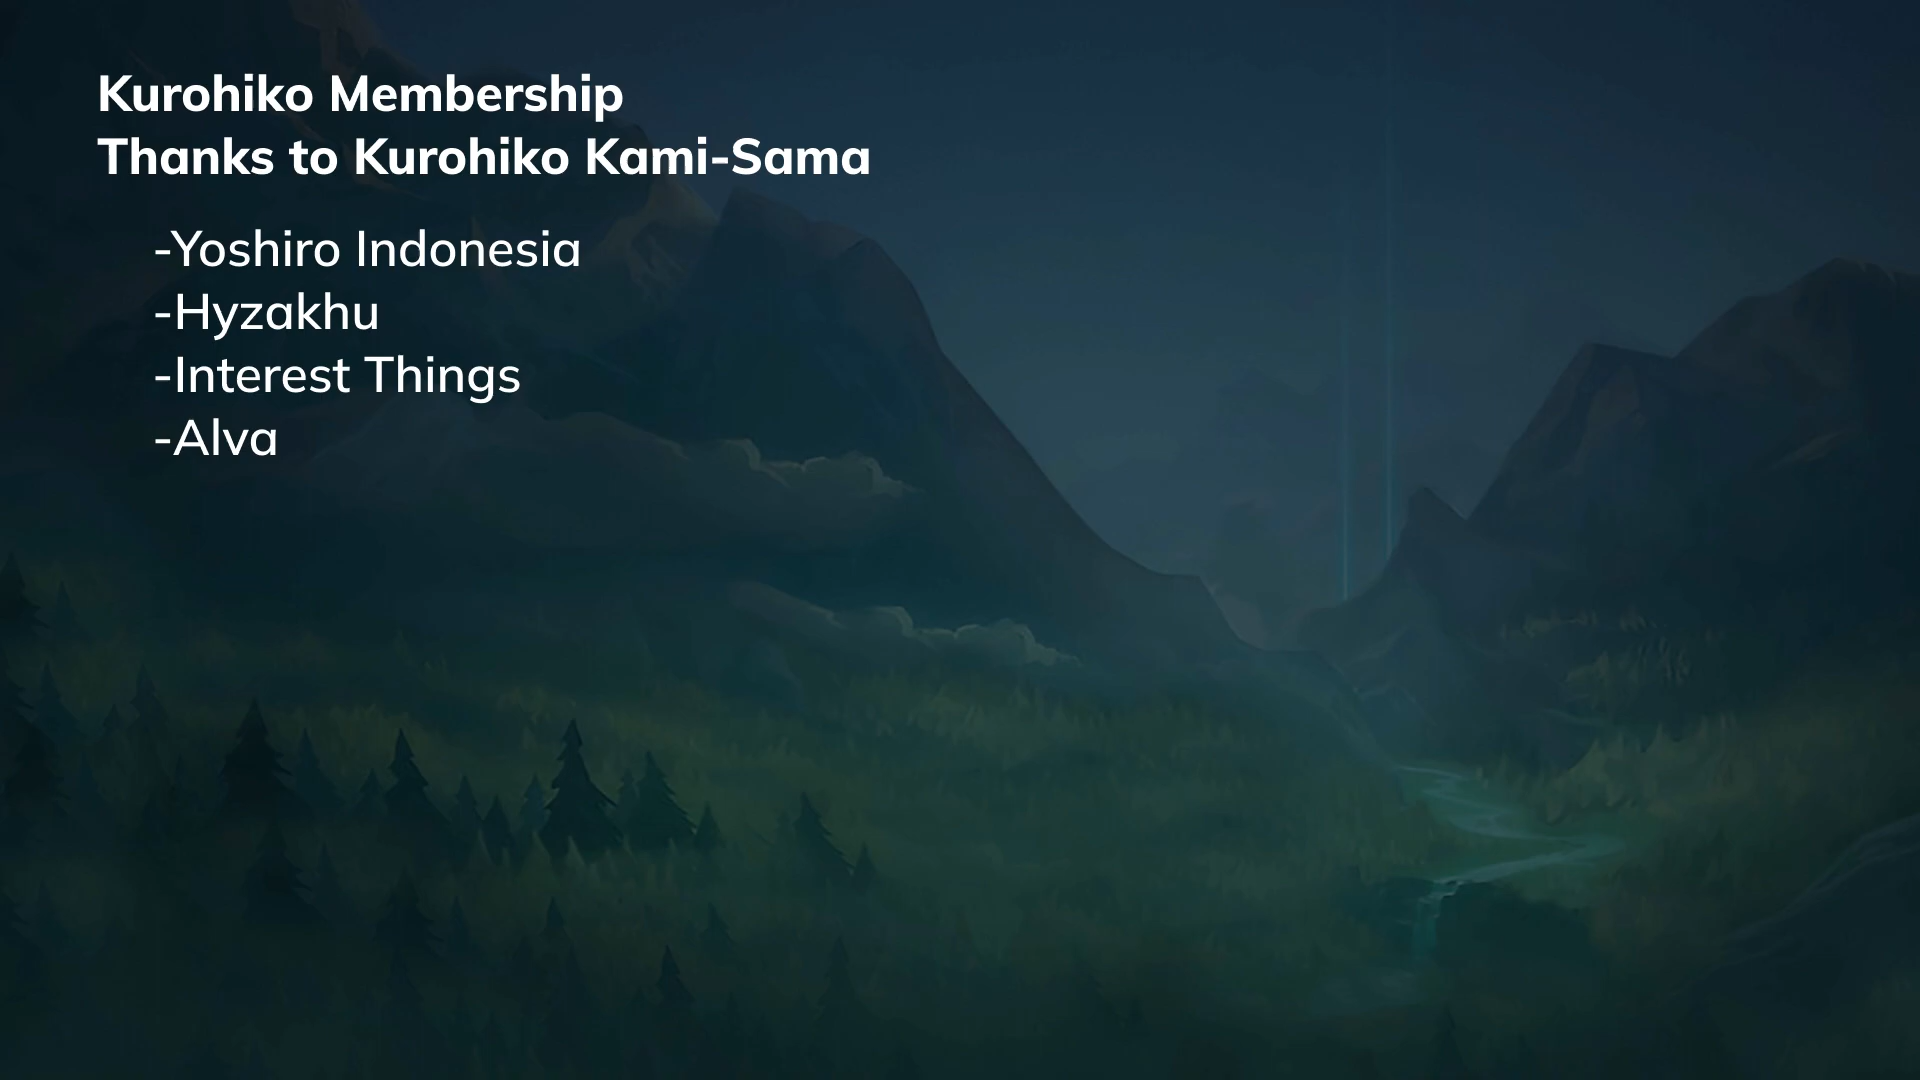 Kurohiko Membership
Thanks to Kurohiko Kami-Sama
-Yoshiro Indonesia
-Hyzakhu
-Interest Things
-Alva